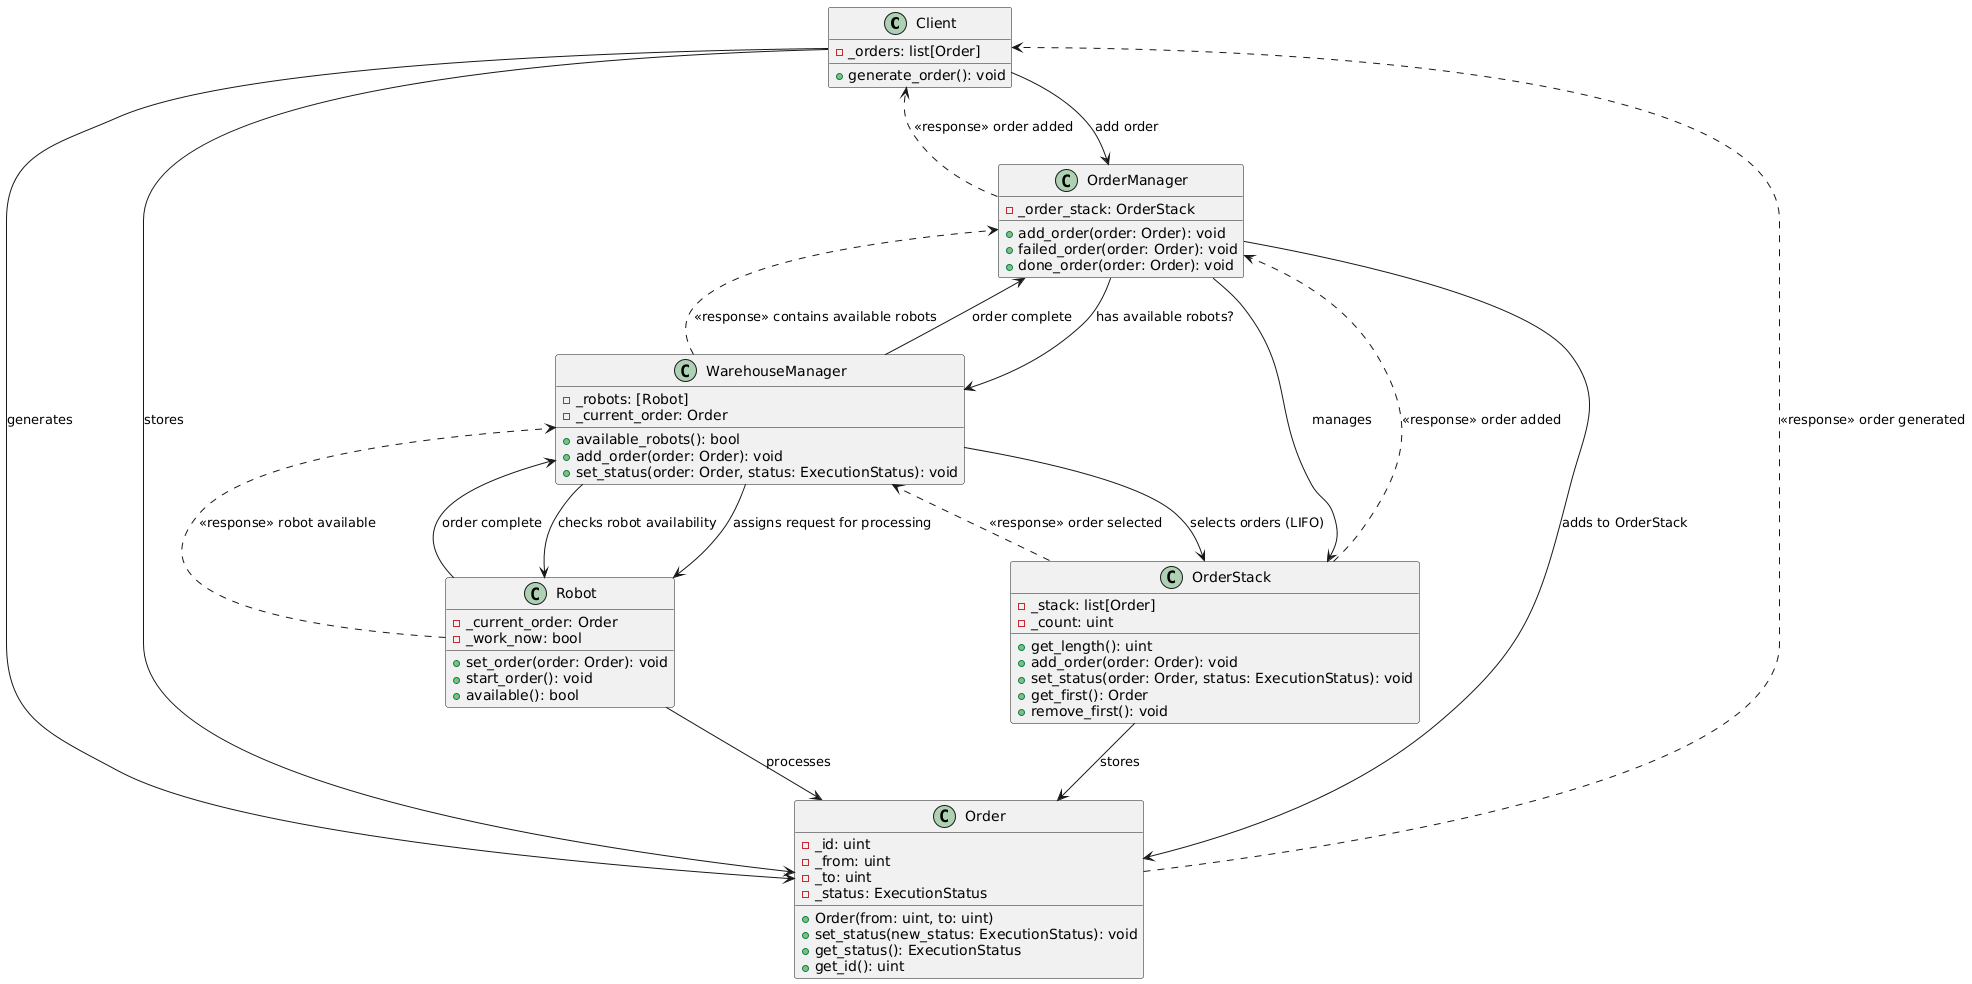 C Client
_orders: list[Order]
generate_order(): void
«response» order added
add order
C OrderManager
_order_stack: OrderStack
add_order(order: Order): void
failed_order(order: Order): void
done_order(order: Order): void
«response» contains available robots
order complete
has available robots?
C WarehouseManager
_robots: [Robot]
_current_order: Order
available_robots(): bool
add_order(order: Order): void
set_status(order: Order, status: ExecutionStatus): void
generates
stores
manages
«response» order added
«response» order generated
«response» robot available
order complete
checks robot availability
assigns request for processing
«response» order selected
selects orders (LIFO)
adds to OrderStack
C Robot
_current_order: Order
_work_now: bool
set_order(order: Order): void
start_order(): void
available(): bool
C OrderStack
_stack: list[Order]
_count: uint
get_length(): uint
add_order(order: Order): void
set_status(order: Order, status: ExecutionStatus): void
get_first(): Order
remove_first(): void
processes
stores
C Order
_id: uint
_from: uint
_to: uint
_status: ExecutionStatus
Order(from: uint, to: uint)
set_status(new_status: ExecutionStatus): void
get_status(): ExecutionStatus
get_id(): uint